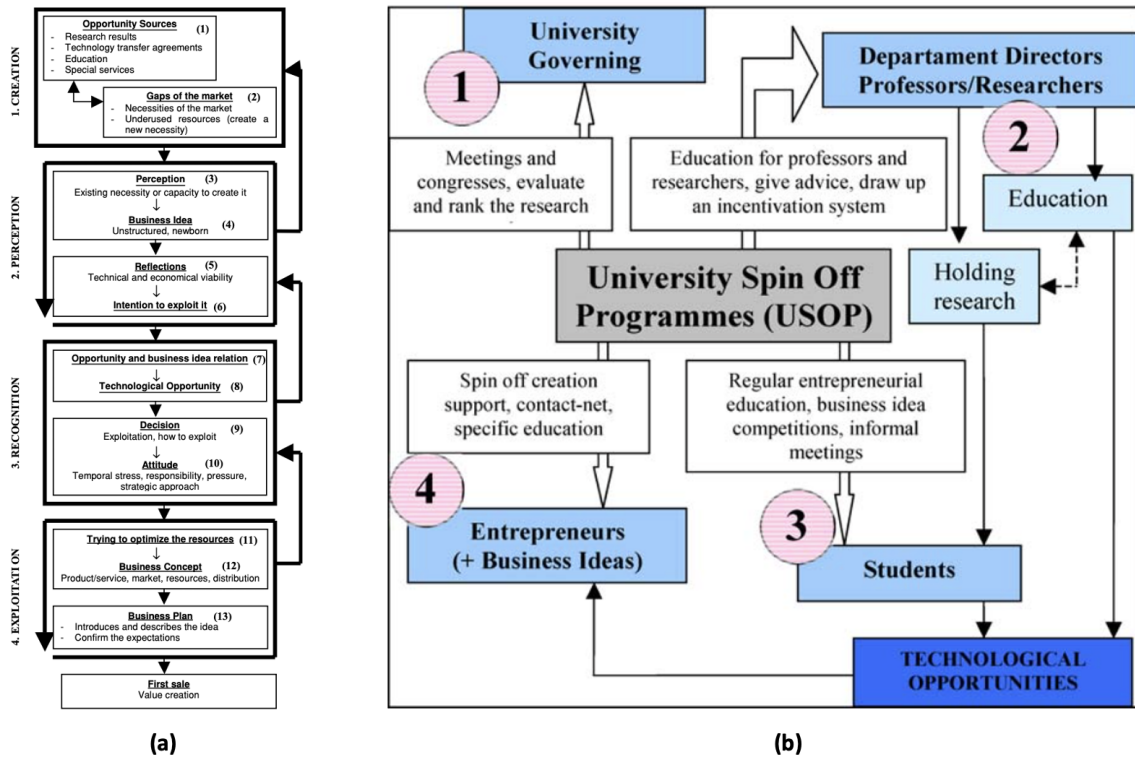 1. CREATION
Opportunity Sources (1)
- Research results
- Technology transfer agreements
- Education
- Special services
Gaps of the market (2)
- Necessities of the market
- Underused resources (create a
new necessity)
2. PERCEPTION
Perception (3)
Existing necessity or capacity to create it
↓
Business Idea (4)
Unstructured, newborn
Reflections (5)
Technical and economical viability
↓
Intention to exploit it (6)
3. RECOGNITION
Opportunity and business idea relation (7)
↓
Technological Opportunity (8)
Decision (9)
Exploitation, how to exploit
↓
Attitude (10)
Temporal stress, responsibility, pressure,
strategic approach
4. EXPLOITATION
Trying to optimize the resources (11)
↓
Business Concept (12)
Product/service, market, resources, distribution
Business Plan (13)
- Introduces and describes the idea
- Confirm the expectations
First sale
Value creation
(a)
University
Governing
1
Departament Directors
Professors/Researchers
2
Meetings and
congresses, evaluate
and rank the research
Education for professors and
researchers, give advice, draw up
an incentivation system
Education
Holding
research
University Spin Off
Programmes (USOP)
Spin off creation
support, contact-net,
specific education
Regular entrepreneurial
education, business idea
competitions, informal
meetings
4
Entrepreneurs
(+ Business Ideas)
3
Students
TECHNOLOGICAL
OPPORTUNITIES
(b)